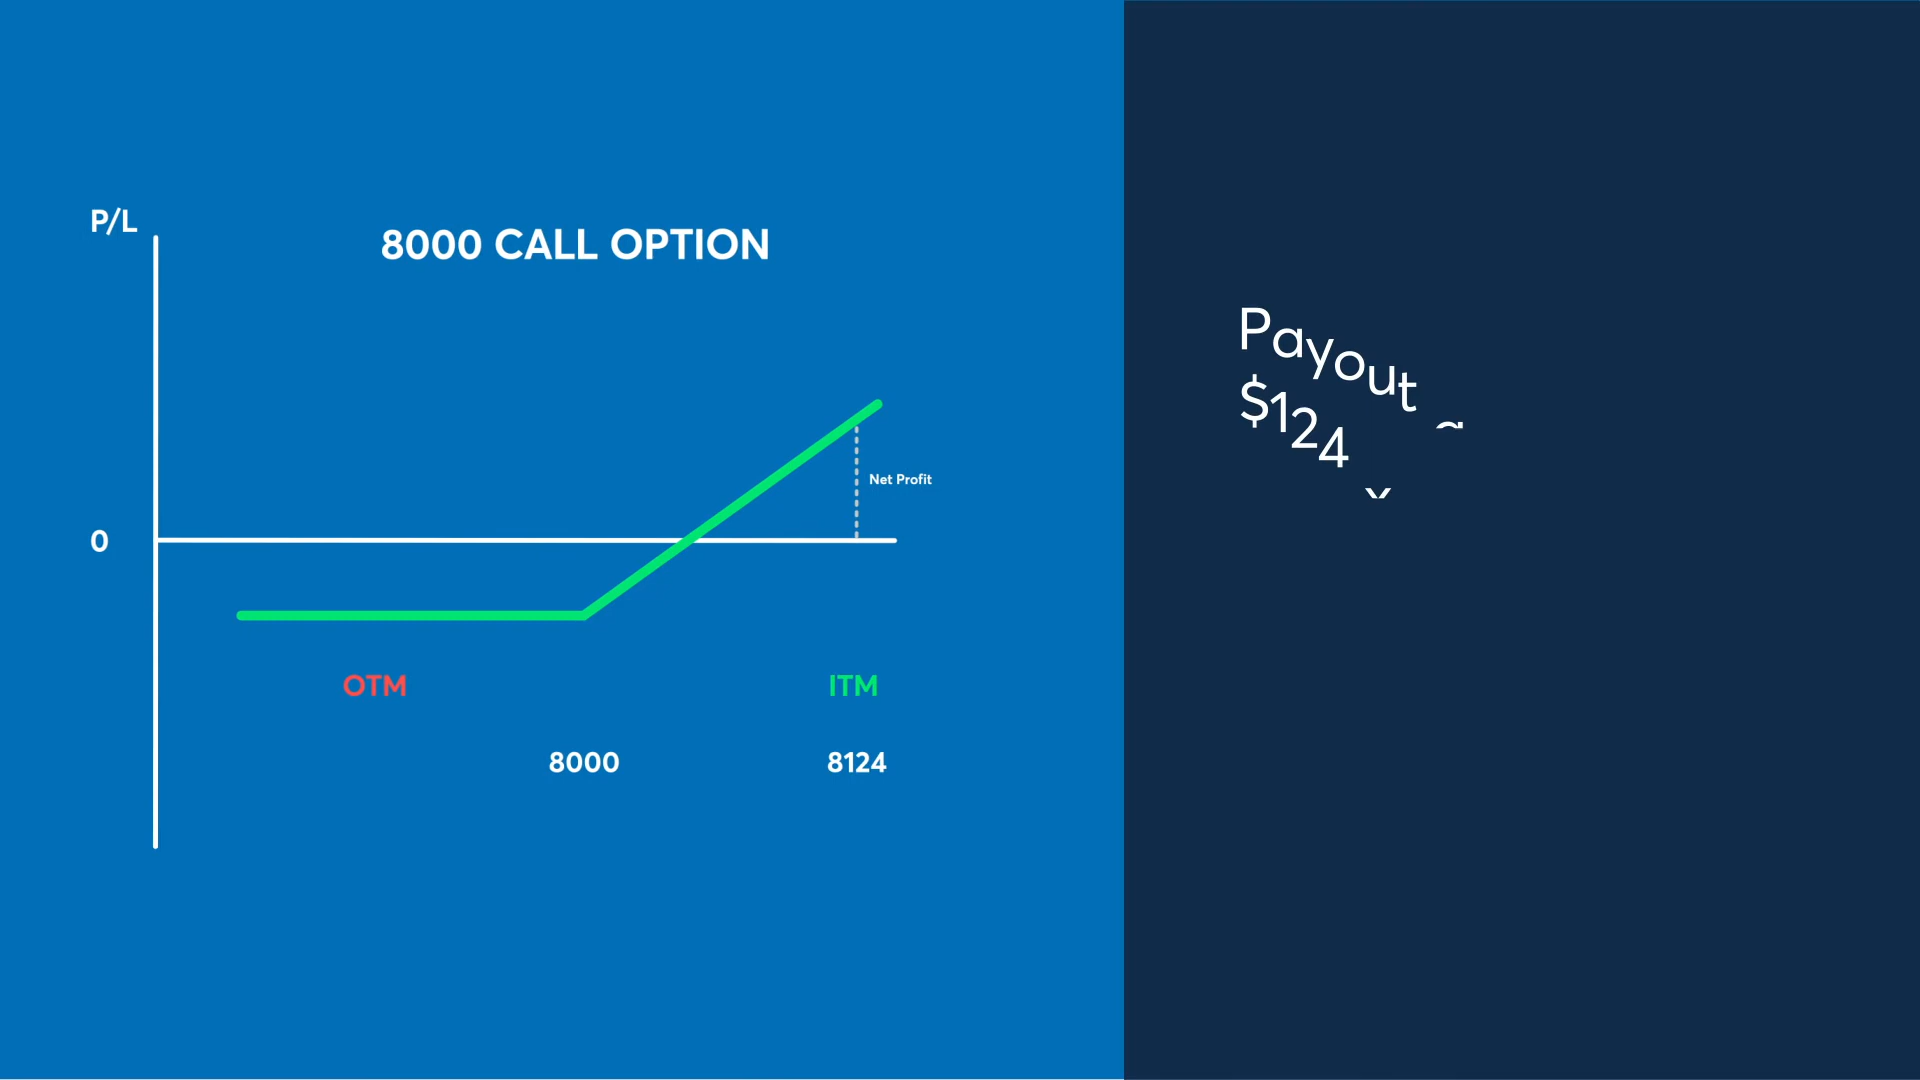 P/L
8000 CALL OPTION
Net Profit
0
OTM
ITM
8000
8124
Payout
$124